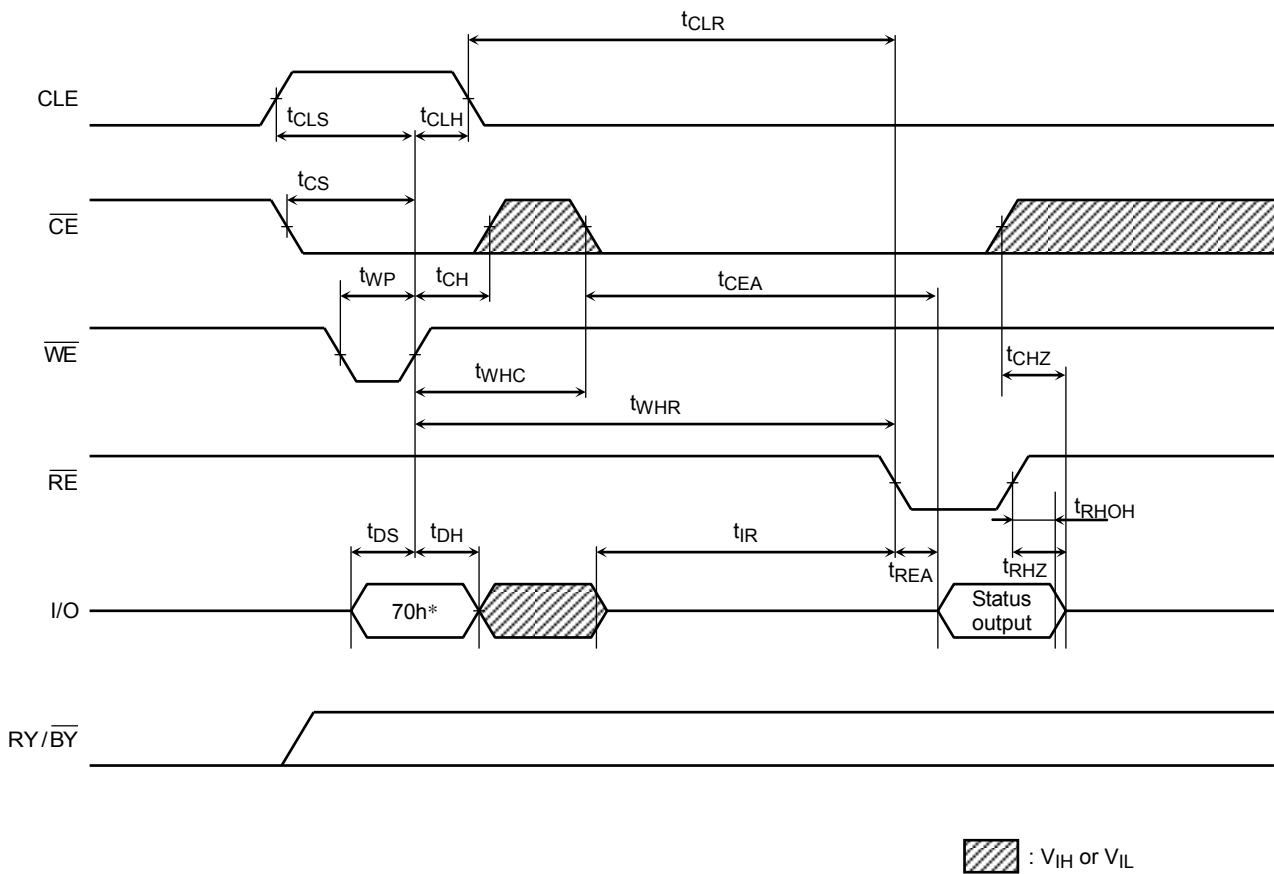 tCLR
CLE
tCLS
tCLH
tCS
CE
tWP
tCH
tCEA
WE
tCHZ
tWHC
tWHR
RE
tRHOH
tDS
tDH
tIR
tREA
tRHZ
I/O
70h*
Status
output
RY/BY
: VIH or VIL